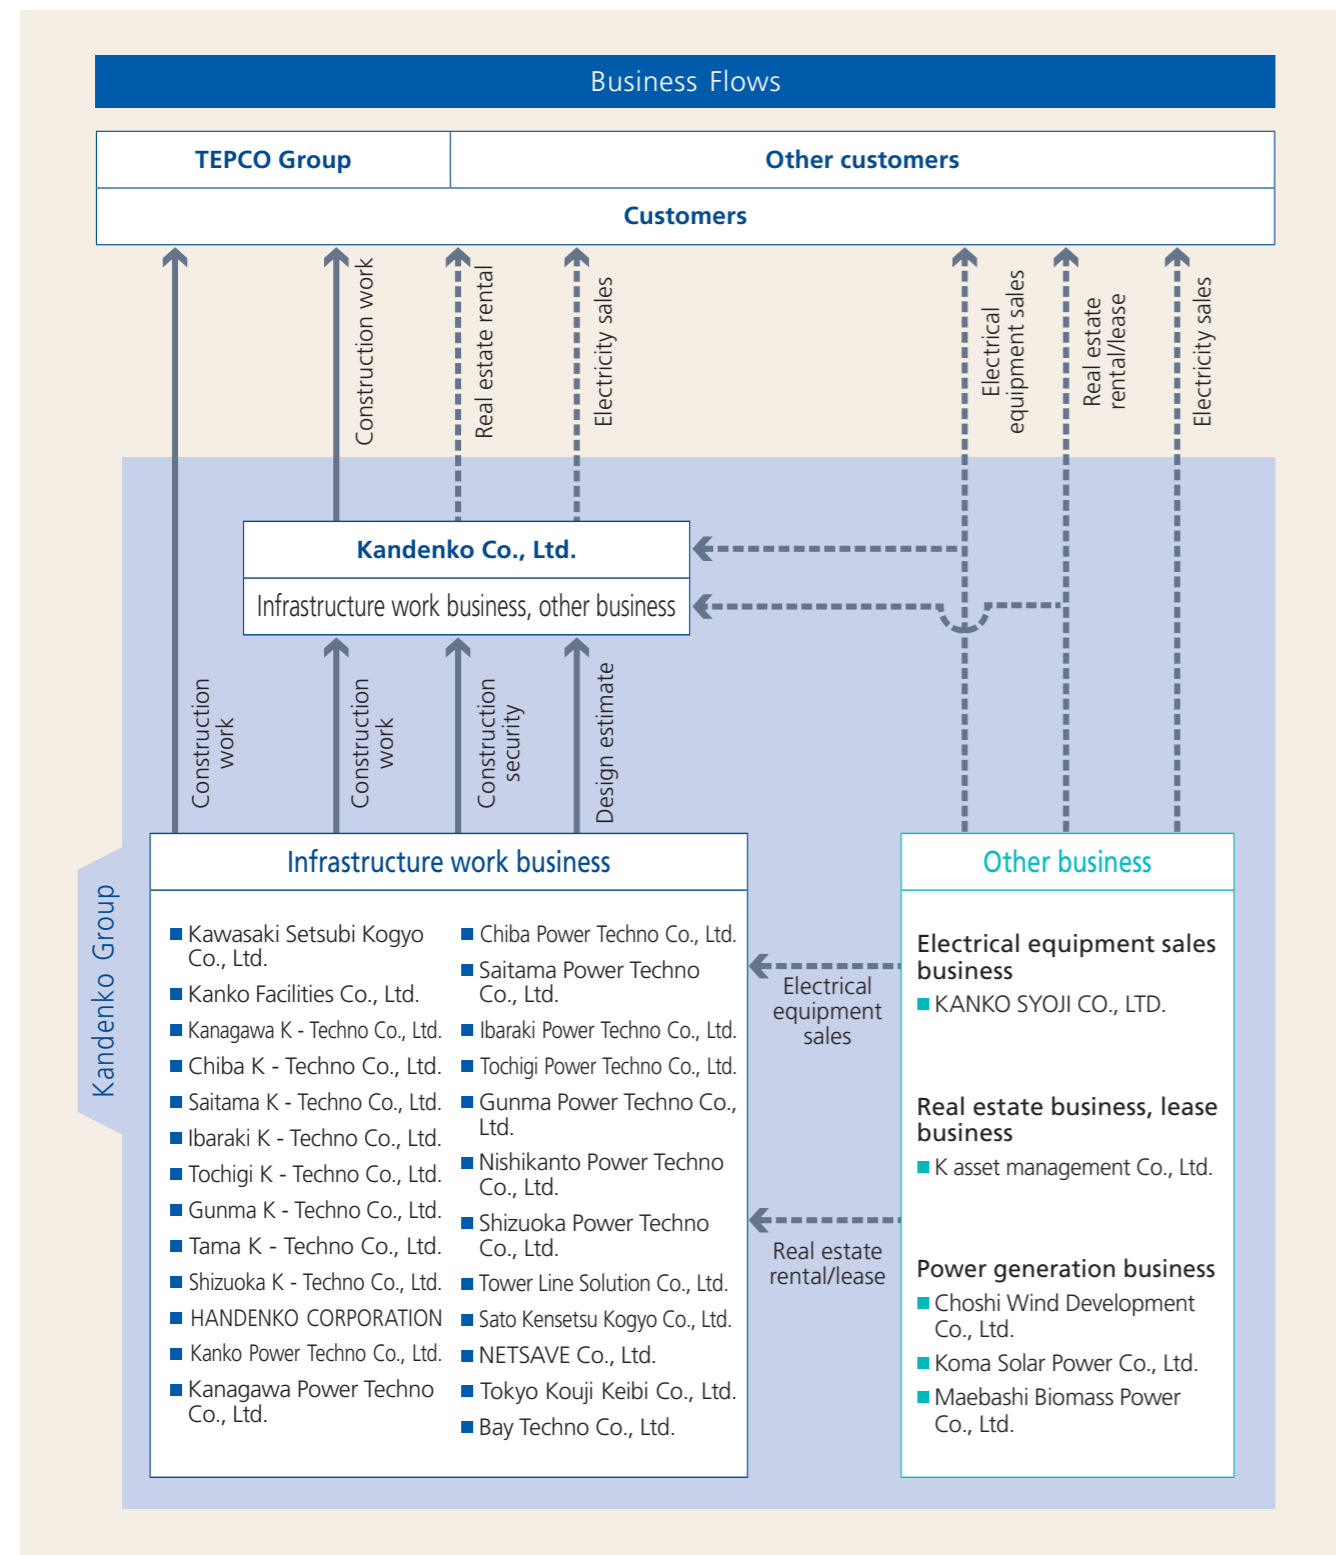 Business Flows
TEPCO Group
Other customers
Customers
Construction work
Real estate rental
Electricity sales
Electrical
equipment sales
Real estate
rental/lease
Electricity sales
Kandenko Co., Ltd.
Infrastructure work business, other business
Construction
work
Construction
work
Construction
security
Design estimate
Kandenko Group
Infrastructure work business
Kawasaki Setsubi Kogyo
Co., Ltd.
Kanko Facilities Co., Ltd.
Kanagawa K - Techno Co., Ltd.
Chiba K - Techno Co., Ltd.
Saitama K - Techno Co., Ltd.
Ibaraki K - Techno Co., Ltd.
Tochigi K - Techno Co., Ltd.
Gunma K - Techno Co., Ltd.
Tama K - Techno Co., Ltd.
Shizuoka K - Techno Co., Ltd.
HANDENKO CORPORATION
Kanko Power Techno Co., Ltd.
Kanagawa Power Techno
Co., Ltd.
Chiba Power Techno Co., Ltd.
Saitama Power Techno
Co., Ltd.
Ibaraki Power Techno Co., Ltd.
Tochigi Power Techno Co., Ltd.
Gunma Power Techno Co.,
Ltd.
Nishikanto Power Techno
Co., Ltd.
Shizuoka Power Techno
Co., Ltd.
Tower Line Solution Co., Ltd.
Sato Kensetsu Kogyo Co., Ltd.
NETSAVE Co., Ltd.
Tokyo Kouji Keibi Co., Ltd.
Bay Techno Co., Ltd.
Electrical
equipment
sales
Real estate
rental/lease
Other business
Electrical equipment sales
business
KANKO SYOJI CO., LTD.
Real estate business, lease
business
K asset management Co., Ltd.
Power generation business
Choshi Wind Development
Co., Ltd.
Koma Solar Power Co., Ltd.
Maebashi Biomass Power
Co., Ltd.